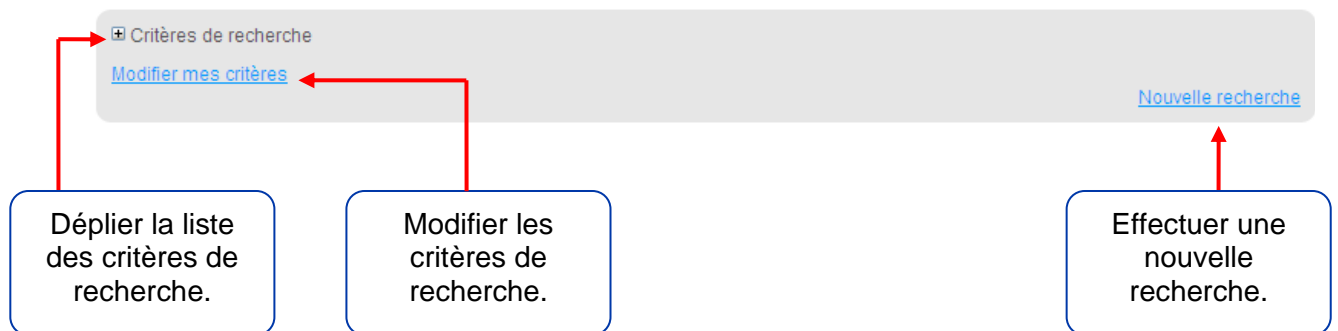 Critères de recherche
Modifier mes critères
Nouvelle recherche
Déplier la liste
des critères de
recherche.
Modifier les
critères de
recherche.
Effectuer une
nouvelle
recherche.